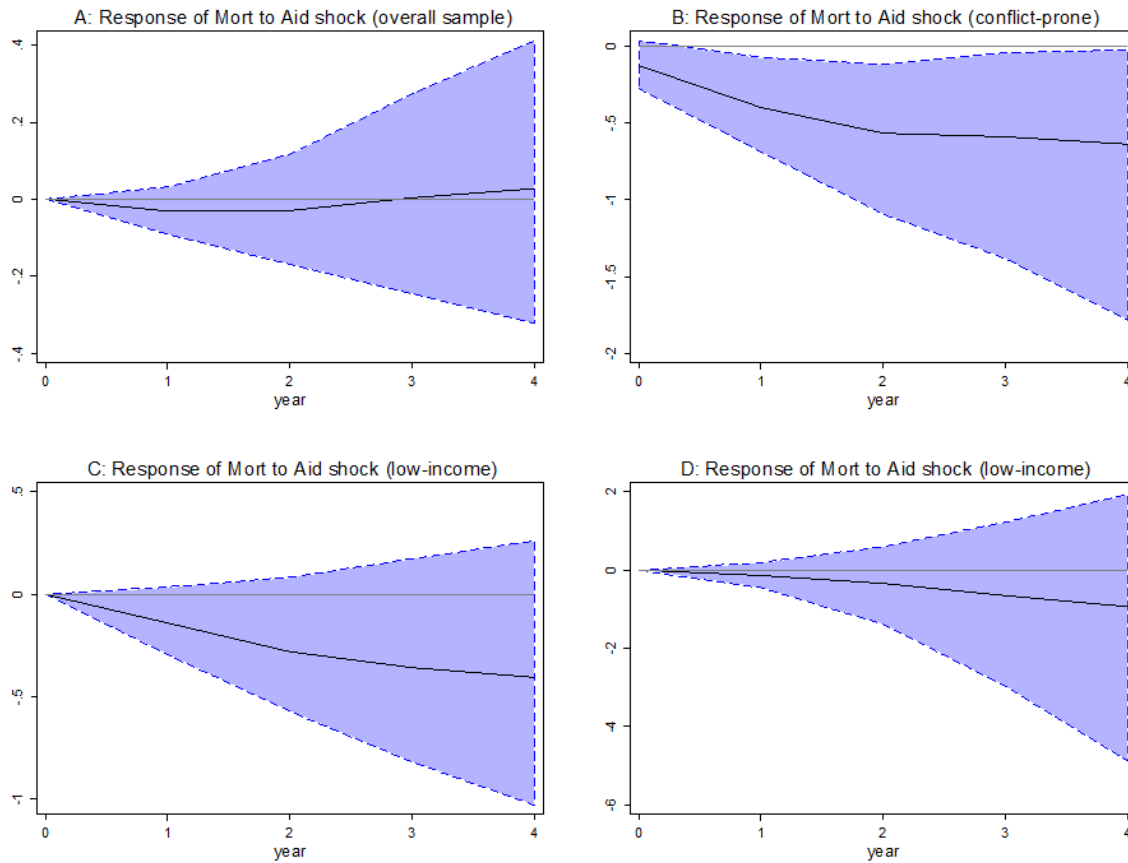 A: Response of Mort to Aid shock (overall sample)
.4
.2
0
-.2
-.4
0 1 2 3 4
year
B: Response of Mort to Aid shock (conflict-prone)
0
-.5
-1
-1.5
-2
0 1 2 3 4
year
C: Response of Mort to Aid shock (low-income)
.5
0
-.5
-1
0 1 2 3 4
year
D: Response of Mort to Aid shock (low-income)
2
0
-2
-4
-6
0 1 2 3 4
year